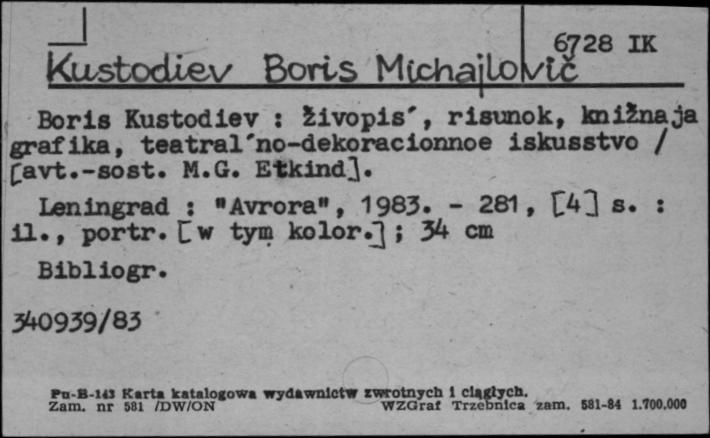 6728 IK
Kustodiev Boris Michajlovič
Boris Kustodiev : živopis´, risunok, knižnaja
grafika, teatral´no-dekoracionnoe iskusstvo /
[avt.-sost. M.G. Etkind].
Leningrad : "Avrora", 1983. - 281, [4] s. :
il., portr. [w tym kolor.] ; 34 cm
Bibliogr.
340939/83
Pu-B-143 Karta katalogowa wydawnictw zwrotnych i ciągłych.
Zam. nr 581 /DW/ON WZGraf Trzebnica zam. 581-84 1.700.000